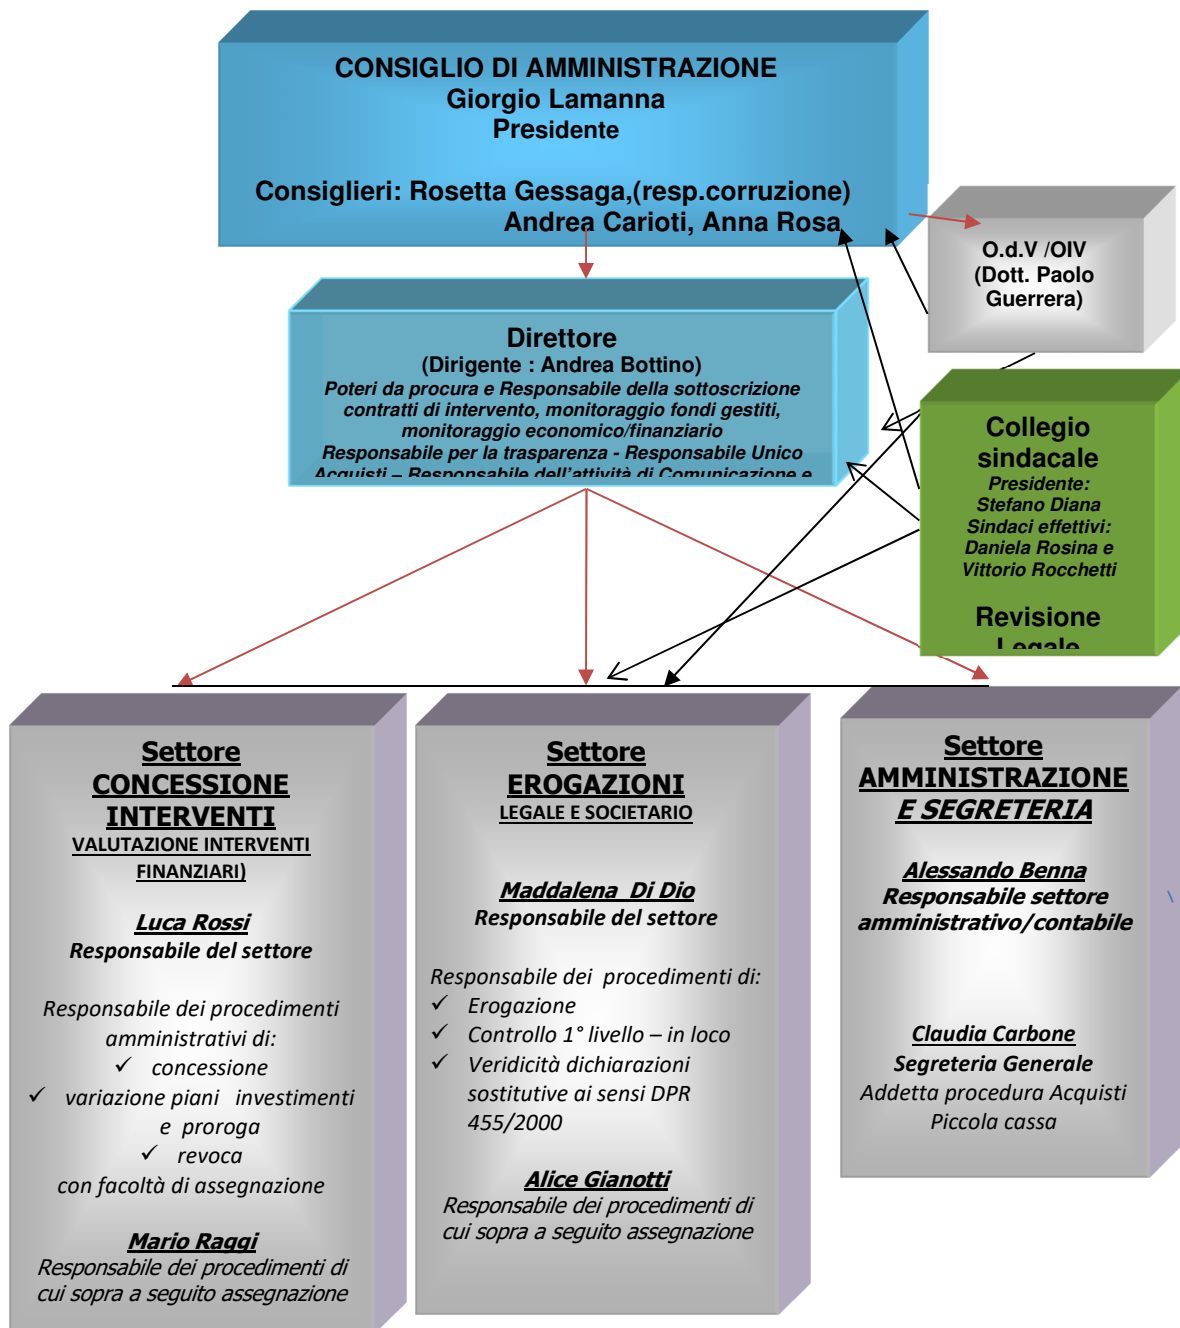 CONSIGLIO DI AMMINISTRAZIONE
Giorgio Lamanna
Presidente
Consiglieri: Rosetta Gessaga,(resp.corruzione)
Andrea Carioti, Anna Rosa
O.d.V /OIV
(Dott. Paolo
Guerrera)
Direttore
(Dirigente : Andrea Bottino)
Poteri da procura e Responsabile della sottoscrizione
contratti di intervento, monitoraggio fondi gestiti,
monitoraggio economico/finanziario
Responsabile per la trasparenza - Responsabile Unico
Acquisti – Responsabile dell'attività di Comunicazione e
Collegio
sindacale
Presidente:
Stefano Diana
Sindaci effettivi:
Daniela Rosina e
Vittorio Rocchetti
Revisione
Legale
Settore
CONCESSIONE
INTERVENTI
VALUTAZIONE INTERVENTI
FINANZIARI)
Luca Rossi
Responsabile del settore
Responsabile dei procedimenti
amministrativi di:
✓ concessione
✓ variazione piani investimenti
e proroga
✓ revoca
con facoltà di assegnazione
Mario Raggi
Responsabile dei procedimenti di
cui sopra a seguito assegnazione
Settore
EROGAZIONI
LEGALE E SOCIETARIO
Maddalena Di Dio
Responsabile del settore
Responsabile dei procedimenti di:
✓ Erogazione
✓ Controllo 1° livello – in loco
✓ Veridicità dichiarazioni
sostitutive ai sensi DPR
455/2000
Alice Gianotti
Responsabile dei procedimenti di
cui sopra a seguito assegnazione
Settore
AMMINISTRAZIONE
E SEGRETERIA
Alessando Benna
Responsabile settore
amministrativo/contabile
Claudia Carbone
Segreteria Generale
Addetta procedura Acquisti
Piccola cassa